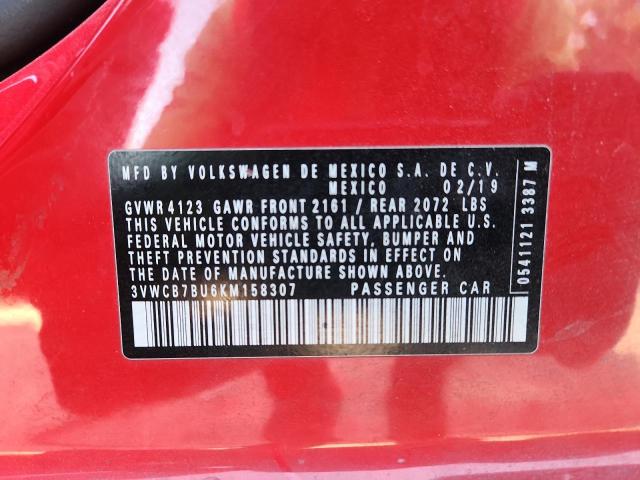 MFD BY VOLKSWAGEN DE MEXICO S.A. DE C.V.
MEXICO 02/19
GVWR 4123 GAWR FRONT 2161 / REAR 2072 LBS
THIS VEHICLE CONFORMS TO ALL APPLICABLE U.S.
FEDERAL MOTOR VEHICLE SAFETY, BUMPER AND
THEFT PREVENTION STANDARDS IN EFFECT ON
THE DATE OF MANUFACTURE SHOWN ABOVE.
3VWCB7BU6KM158307 PASSENGER CAR
0541121 3387 M